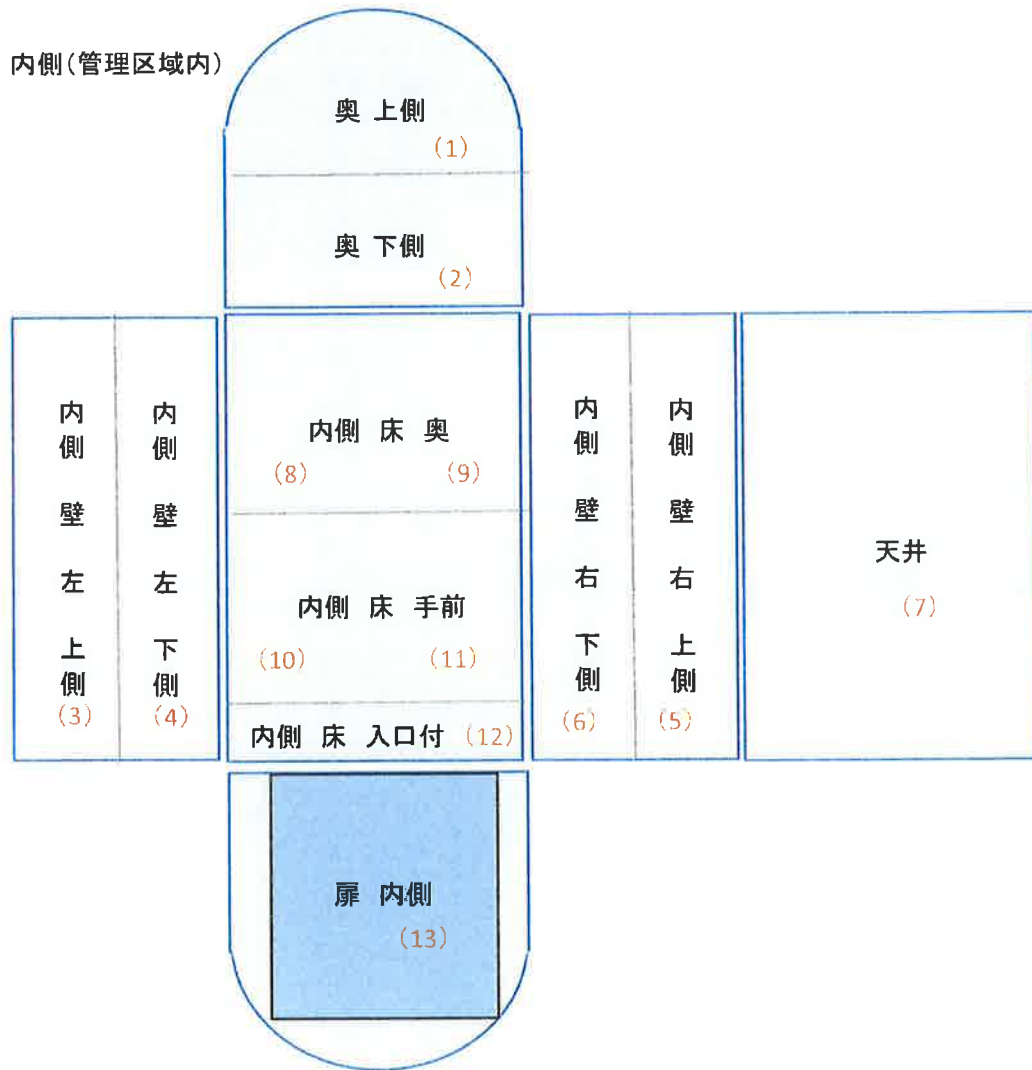 内側(管理区域内)
奥 上側
(1)
奥 下側
(2)
内側 壁 左 上側
(3)
内側 壁 左 下側
(4)
内側 床 奥
(8) (9)
内側 床 手前
(10) (11)
内側 床 入口付 (12)
内側 壁 右 下側
(6)
内側 壁 右 上側
(5)
天井
(7)
扉 内側
(13)